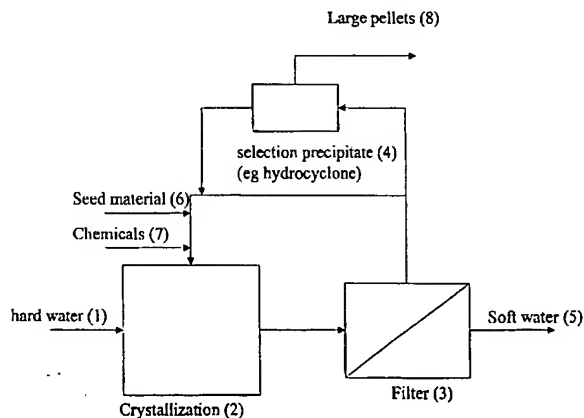 Large pellets (8)
selection precipitate (4)
(eg hydrocyclone)
Seed material (6)
Chemicals (7)
hard water (1)
Soft water (5)
Filter (3)
Crystallization (2)